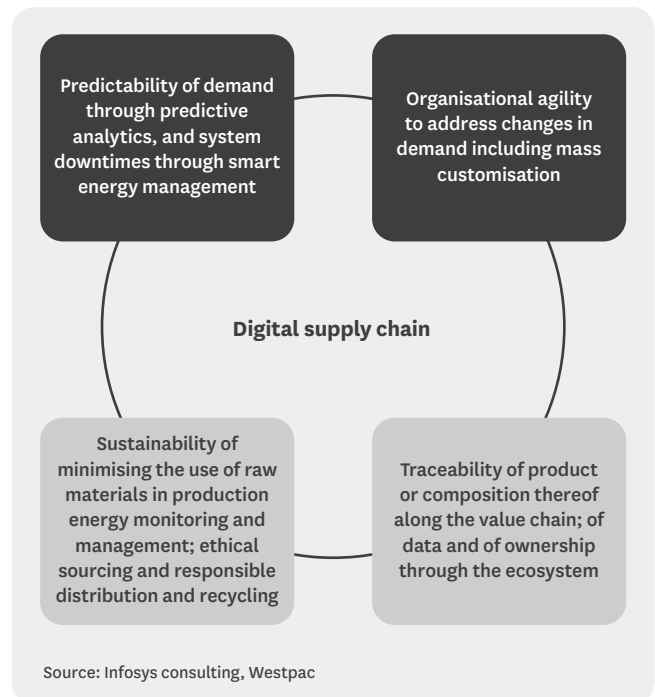 Predictability of demand
through predictive
analytics, and system
downtimes through smart
energy management
Organisational agility
to address changes in
demand including mass
customisation
Digital supply chain
Sustainability of
minimising the use of raw
materials in production
energy monitoring and
management; ethical
sourcing and responsible
distribution and recycling
Traceability of product
or composition thereof
along the value chain; of
data and of ownership
through the ecosystem
Source: Infosys consulting, Westpac